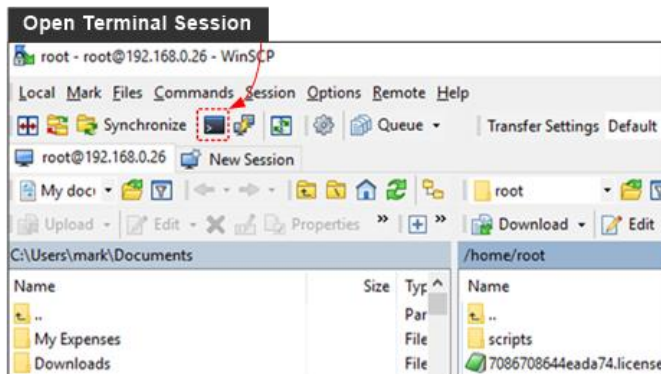 Open Terminal Session
root - root@192.168.0.26 - WinSCP
Local Mark Files Commands Session Options Remote Help
Synchronize Queue Transfer Settings Default
root@192.168.0.26 New Session
My doc root
Upload Edit Properties » » Download Edit
C:\Users\mark\Documents /home/root
Name Size Typ Name
.. Par ..
My Expenses File scripts
Downloads File 7086708644eada74.license